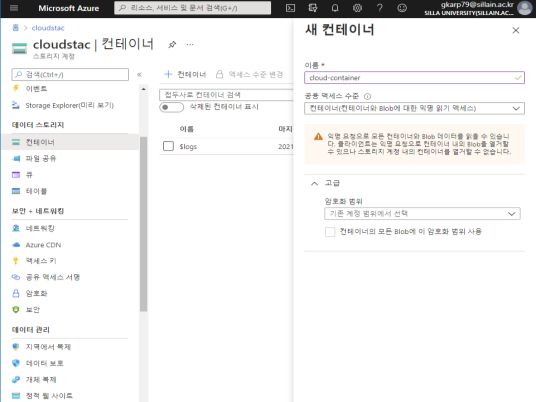 Microsoft Azure
리소스, 서비스 및 문서 검색(G+/)
gkarp79@sillain.ac.kr
SILLA UNIVERSITY(SILLAIN.AC...
홈 > cloudstac
cloudstac | 컨테이너
스토리지 계정
검색(Ctrl+/)
이벤트
Storage Explorer(미리 보기)
데이터 스토리지
컨테이너
파일 공유
큐
테이블
보안 + 네트워킹
네트워킹
Azure CDN
액세스 키
공유 액세스 서명
암호화
보안
데이터 관리
지역에서 복제
데이터 보호
개체 복제
정적 웹 사이트
+ 컨테이너
액세스 수준 변경
접두사로 컨테이너 검색
삭제된 컨테이너 표시
이름
마지
$logs
2021
새 컨테이너
이름 *
cloud-container
공용 액세스 수준
컨테이너(컨테이너와 Blob에 대한 익명 읽기 액세스)
익명 요청으로 모든 컨테이너와 Blob 데이터를 읽을 수 있습니
다. 클라이언트는 익명 요청으로 컨테이너 내의 Blob을 열거할
수 있으나 스토리지 계정 내의 컨테이너를 열거할 수 없습니다.
고급
암호화 범위
기존 계정 범위에서 선택
컨테이너의 모든 Blob에 이 암호화 범위 사용